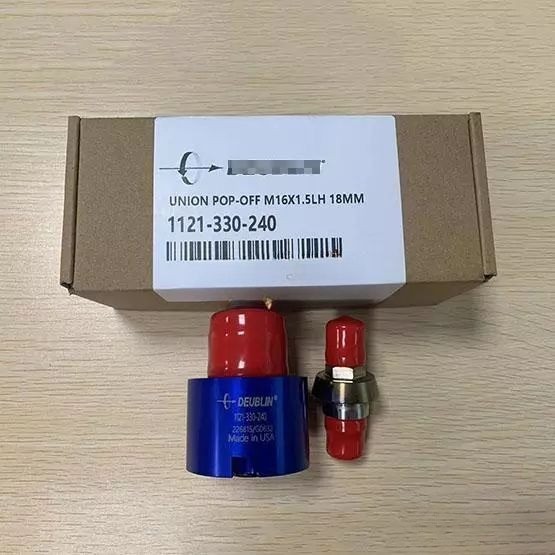 UNION POP-OFF M16X1.5LH 18MM
1121-330-240
DEUBLIN®
1121-330-240
Made in USA